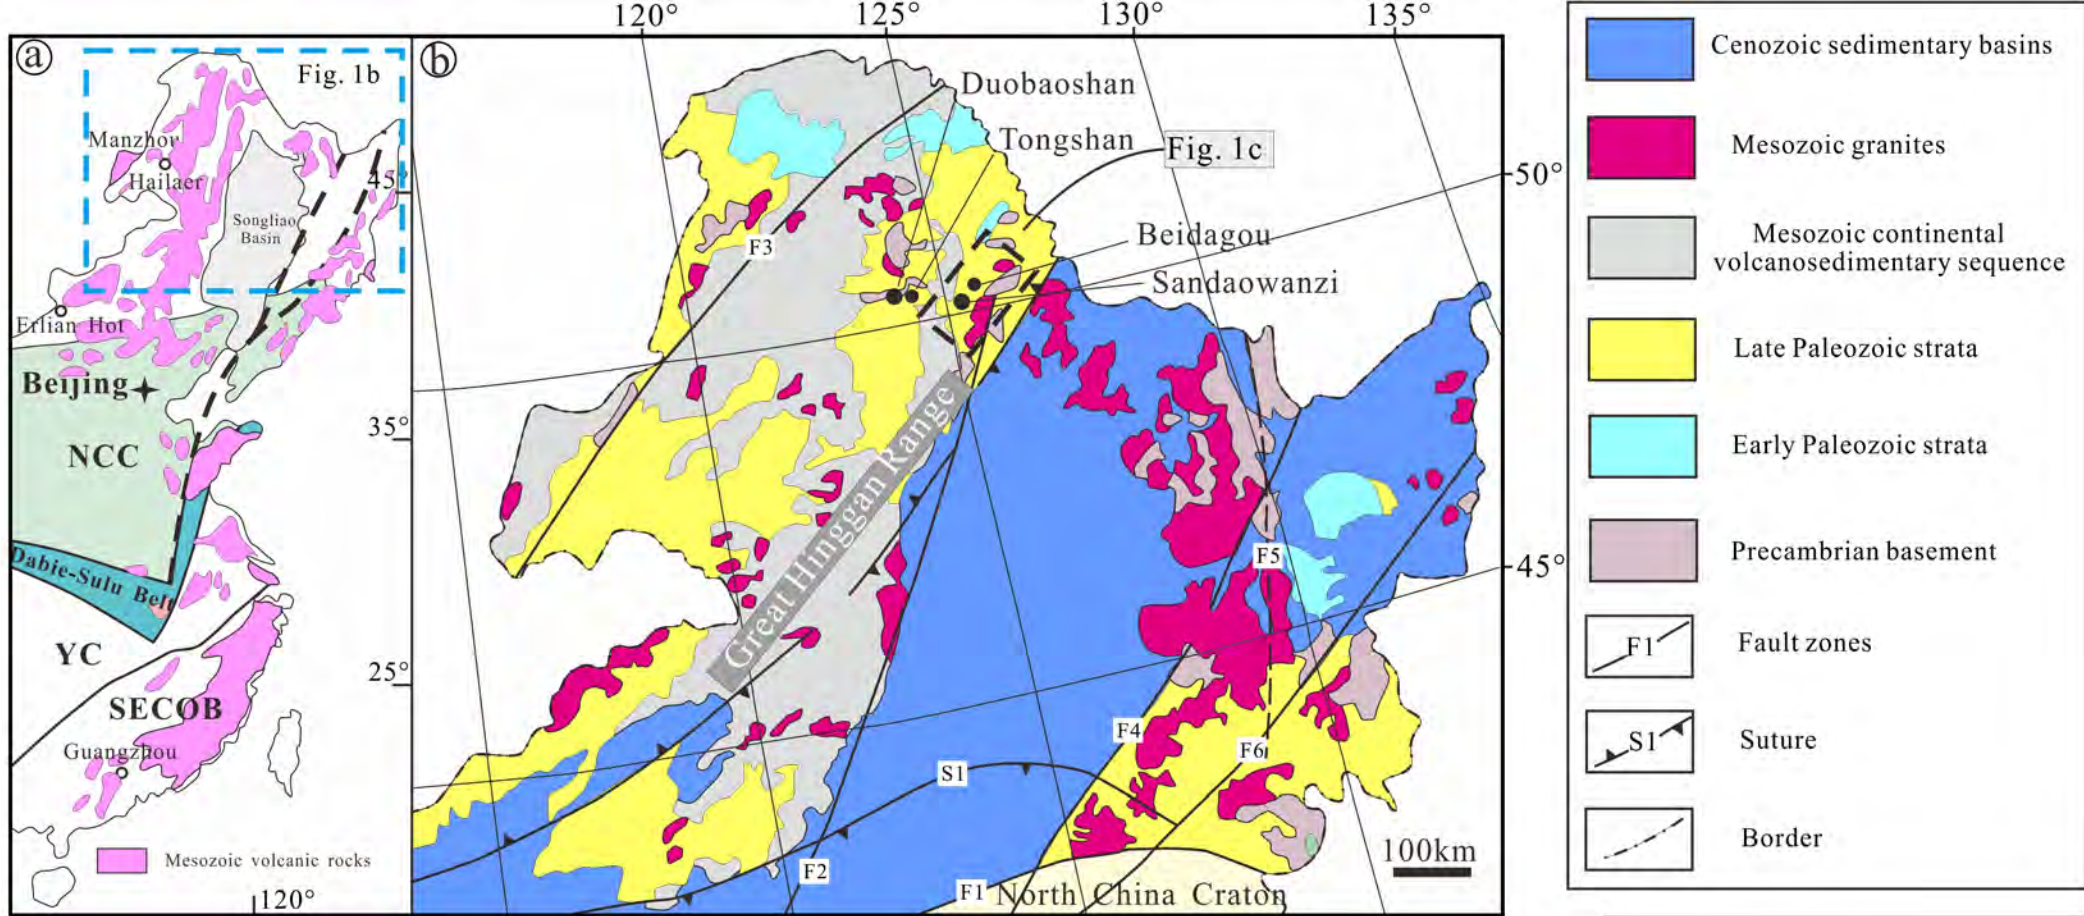 120°
125°
130°
135°
a
Fig. 1b
Manzhou
Hailaer
45°
Songliao
Basin
Erlian Hot
Beijing
NCC
35°
Dabie-Sulu Belt
YC
25°
SECOB
Guangzhou
Mesozoic volcanic rocks
120°
b
Duobaoshan
Tongshan
Fig. 1c
50°
Beidagou
Sandaowanzi
F3
Great Hinggan Range
F5
45°
F4
F6
S1
100km
F2
F1
North China Craton
Cenozoic sedimentary basins
Mesozoic granites
Mesozoic continental
volcanosedimentary sequence
Late Paleozoic strata
Early Paleozoic strata
Precambrian basement
F1
Fault zones
S1
Suture
Border